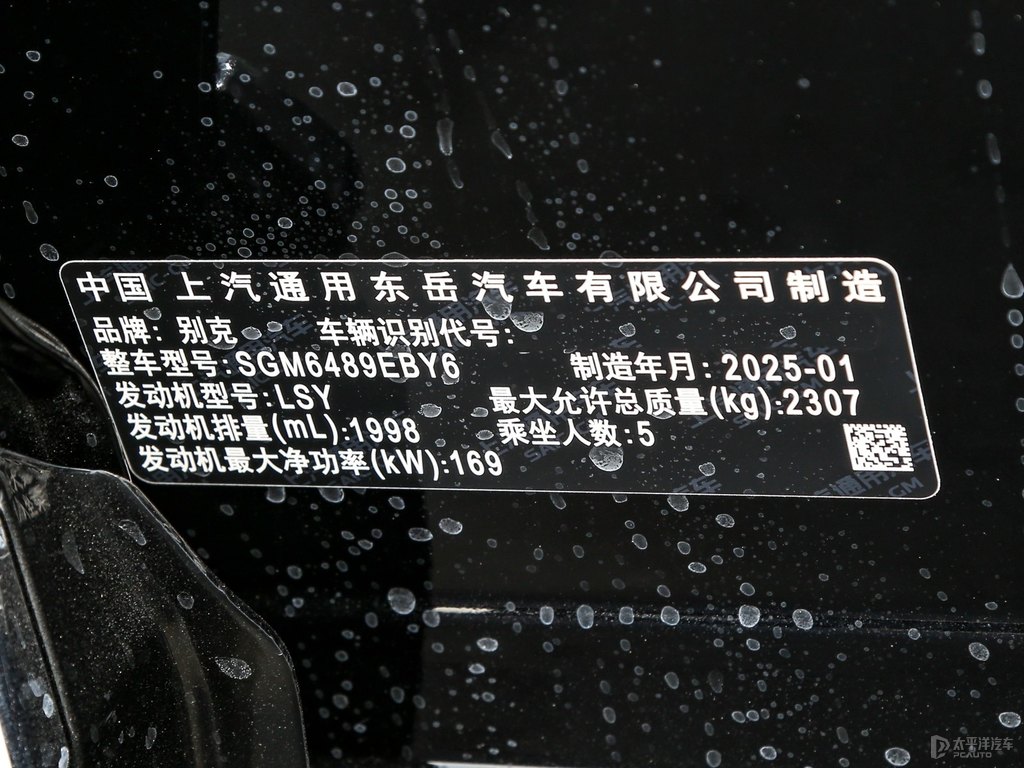 中国 上汽通用东岳汽车有限公司制造
品牌: 别克 车辆识别代号:
整车型号:SGM6489EBY6 制造年月: 2025-01
发动机型号:LSY 最大允许总质量(kg):2307
发动机排量(mL):1998 乘坐人数:5
发动机最大净功率(kW):169
太平洋汽车
PCAUTO